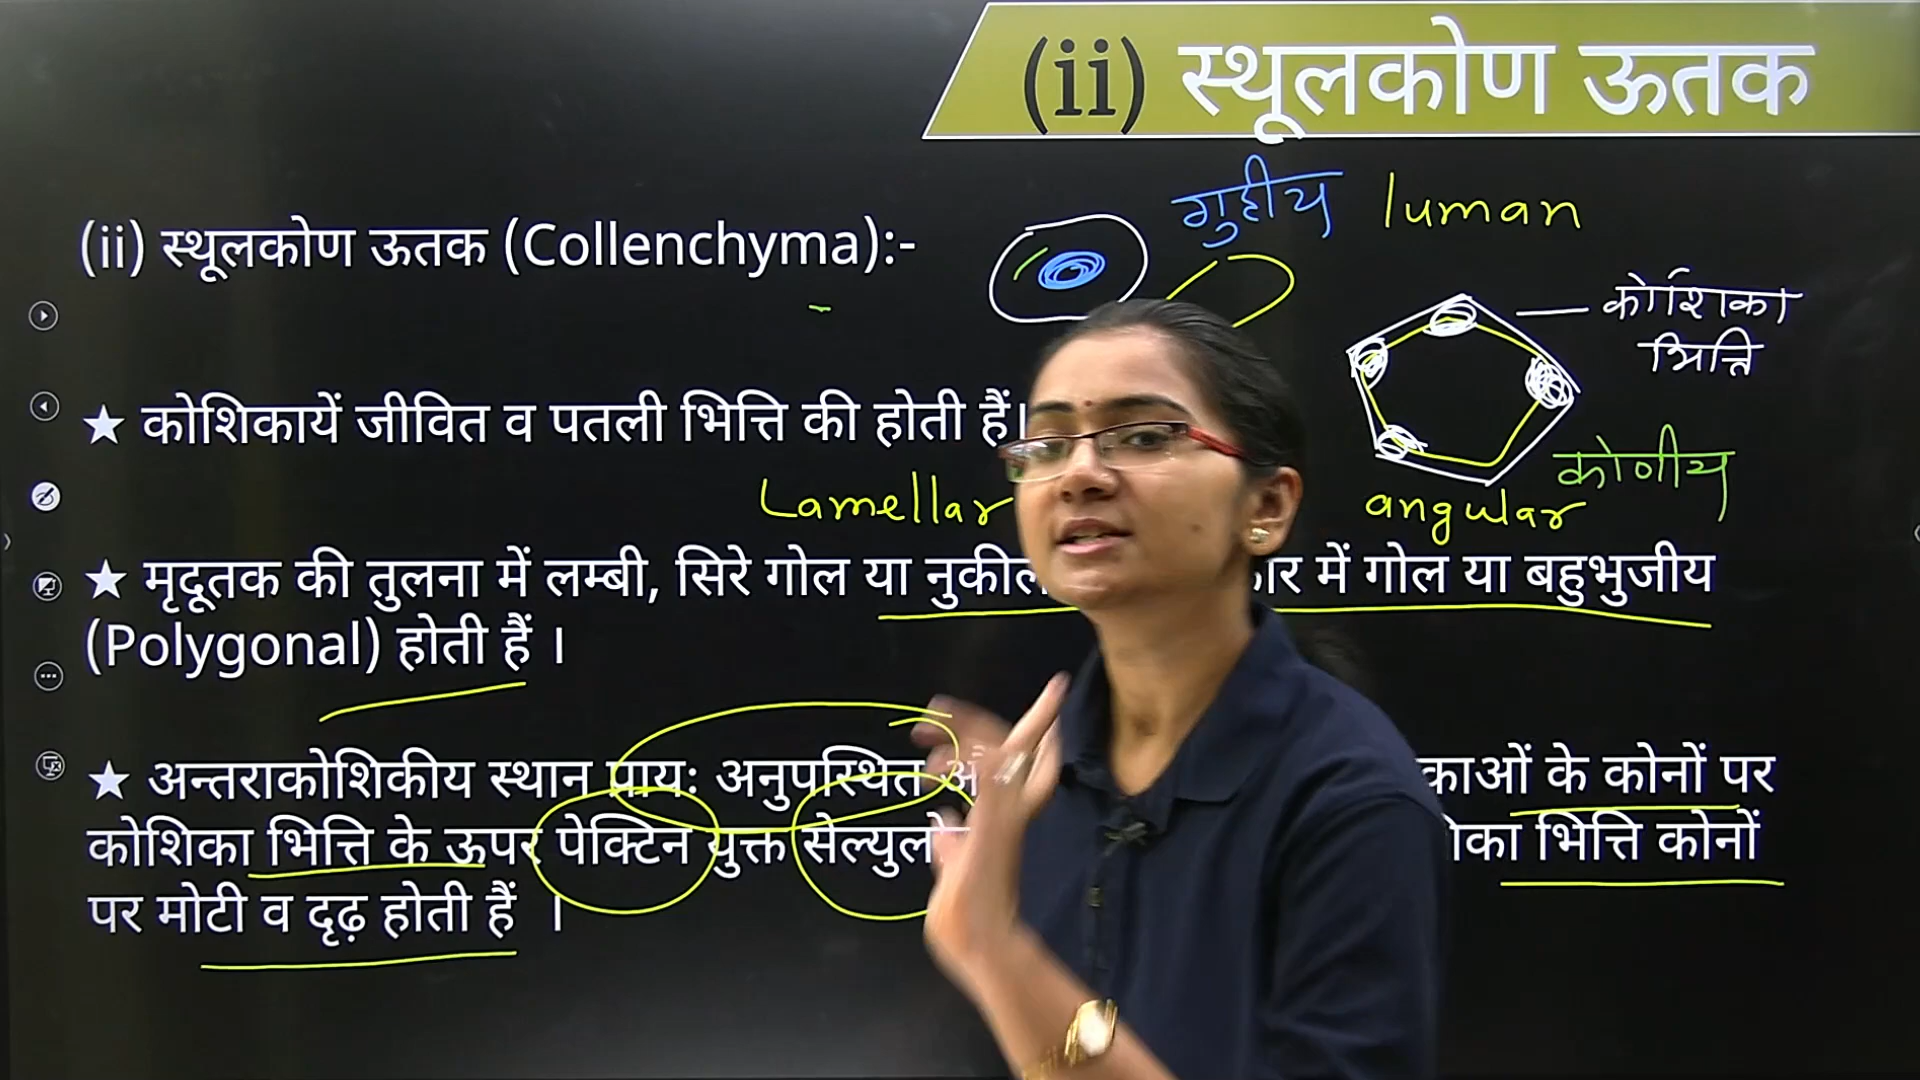 (ii) स्थूलकोण ऊतक
गुहीय luman
(ii) स्थूलकोण ऊतक (Collenchyma):-
कोशिका
भित्ति
★ कोशिकायें जीवित व पतली भित्ति की होती हैं।
कोणीय
Lamellar angular
★ मृदूतक की तुलना में लम्बी, सिरे गोल या में गोल या बहुभुजीय
(Polygonal) होती हैं ।
★ अन्तराकोशिकीय स्थान प्रायः अनुपस्थित के कोनों पर
कोशिका भित्ति के ऊपर पेक्टिन युक्त भित्ति कोनों
पर मोटी व दृढ़ होती हैं ।